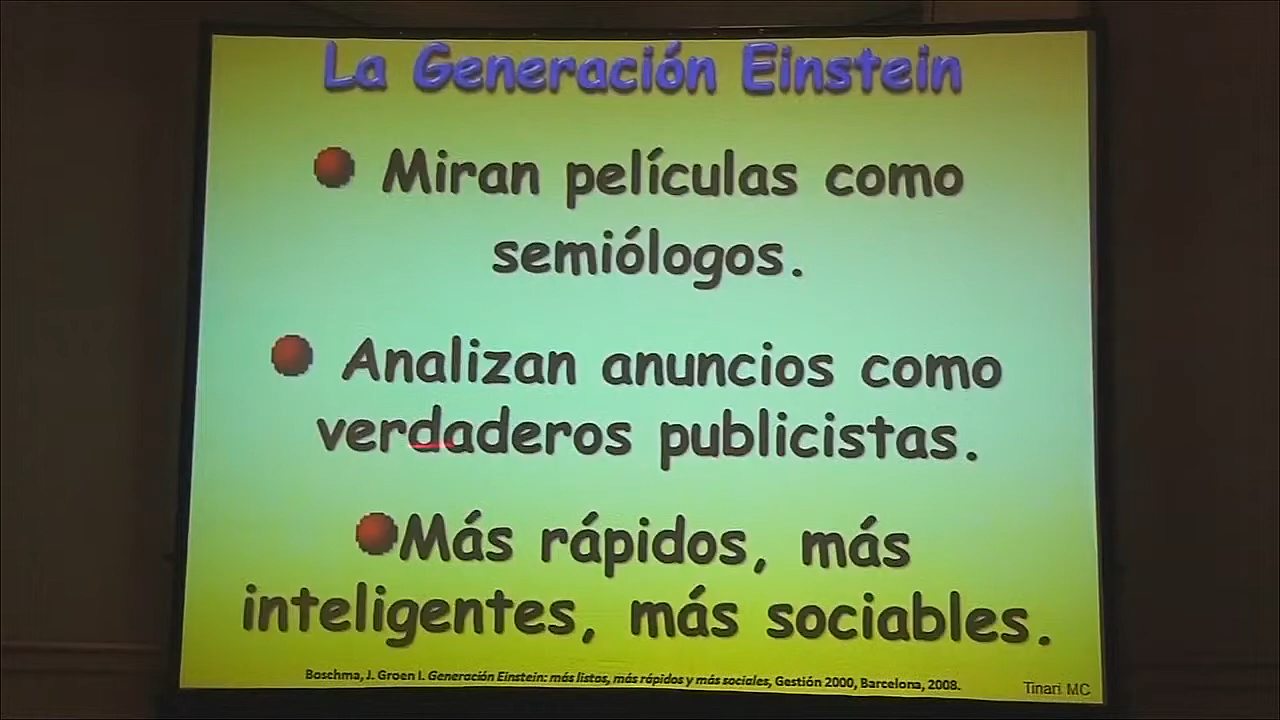 La Generación Einstein
Miran películas como
semiólogos.
Analizan anuncios como
verdaderos publicistas.
Más rápidos, más
inteligentes, más sociables.
Boschma, J. Groen I. Generación Einstein: más listos, más rápidos y más sociales, Gestión 2000, Barcelona, 2008.
Tinari MC